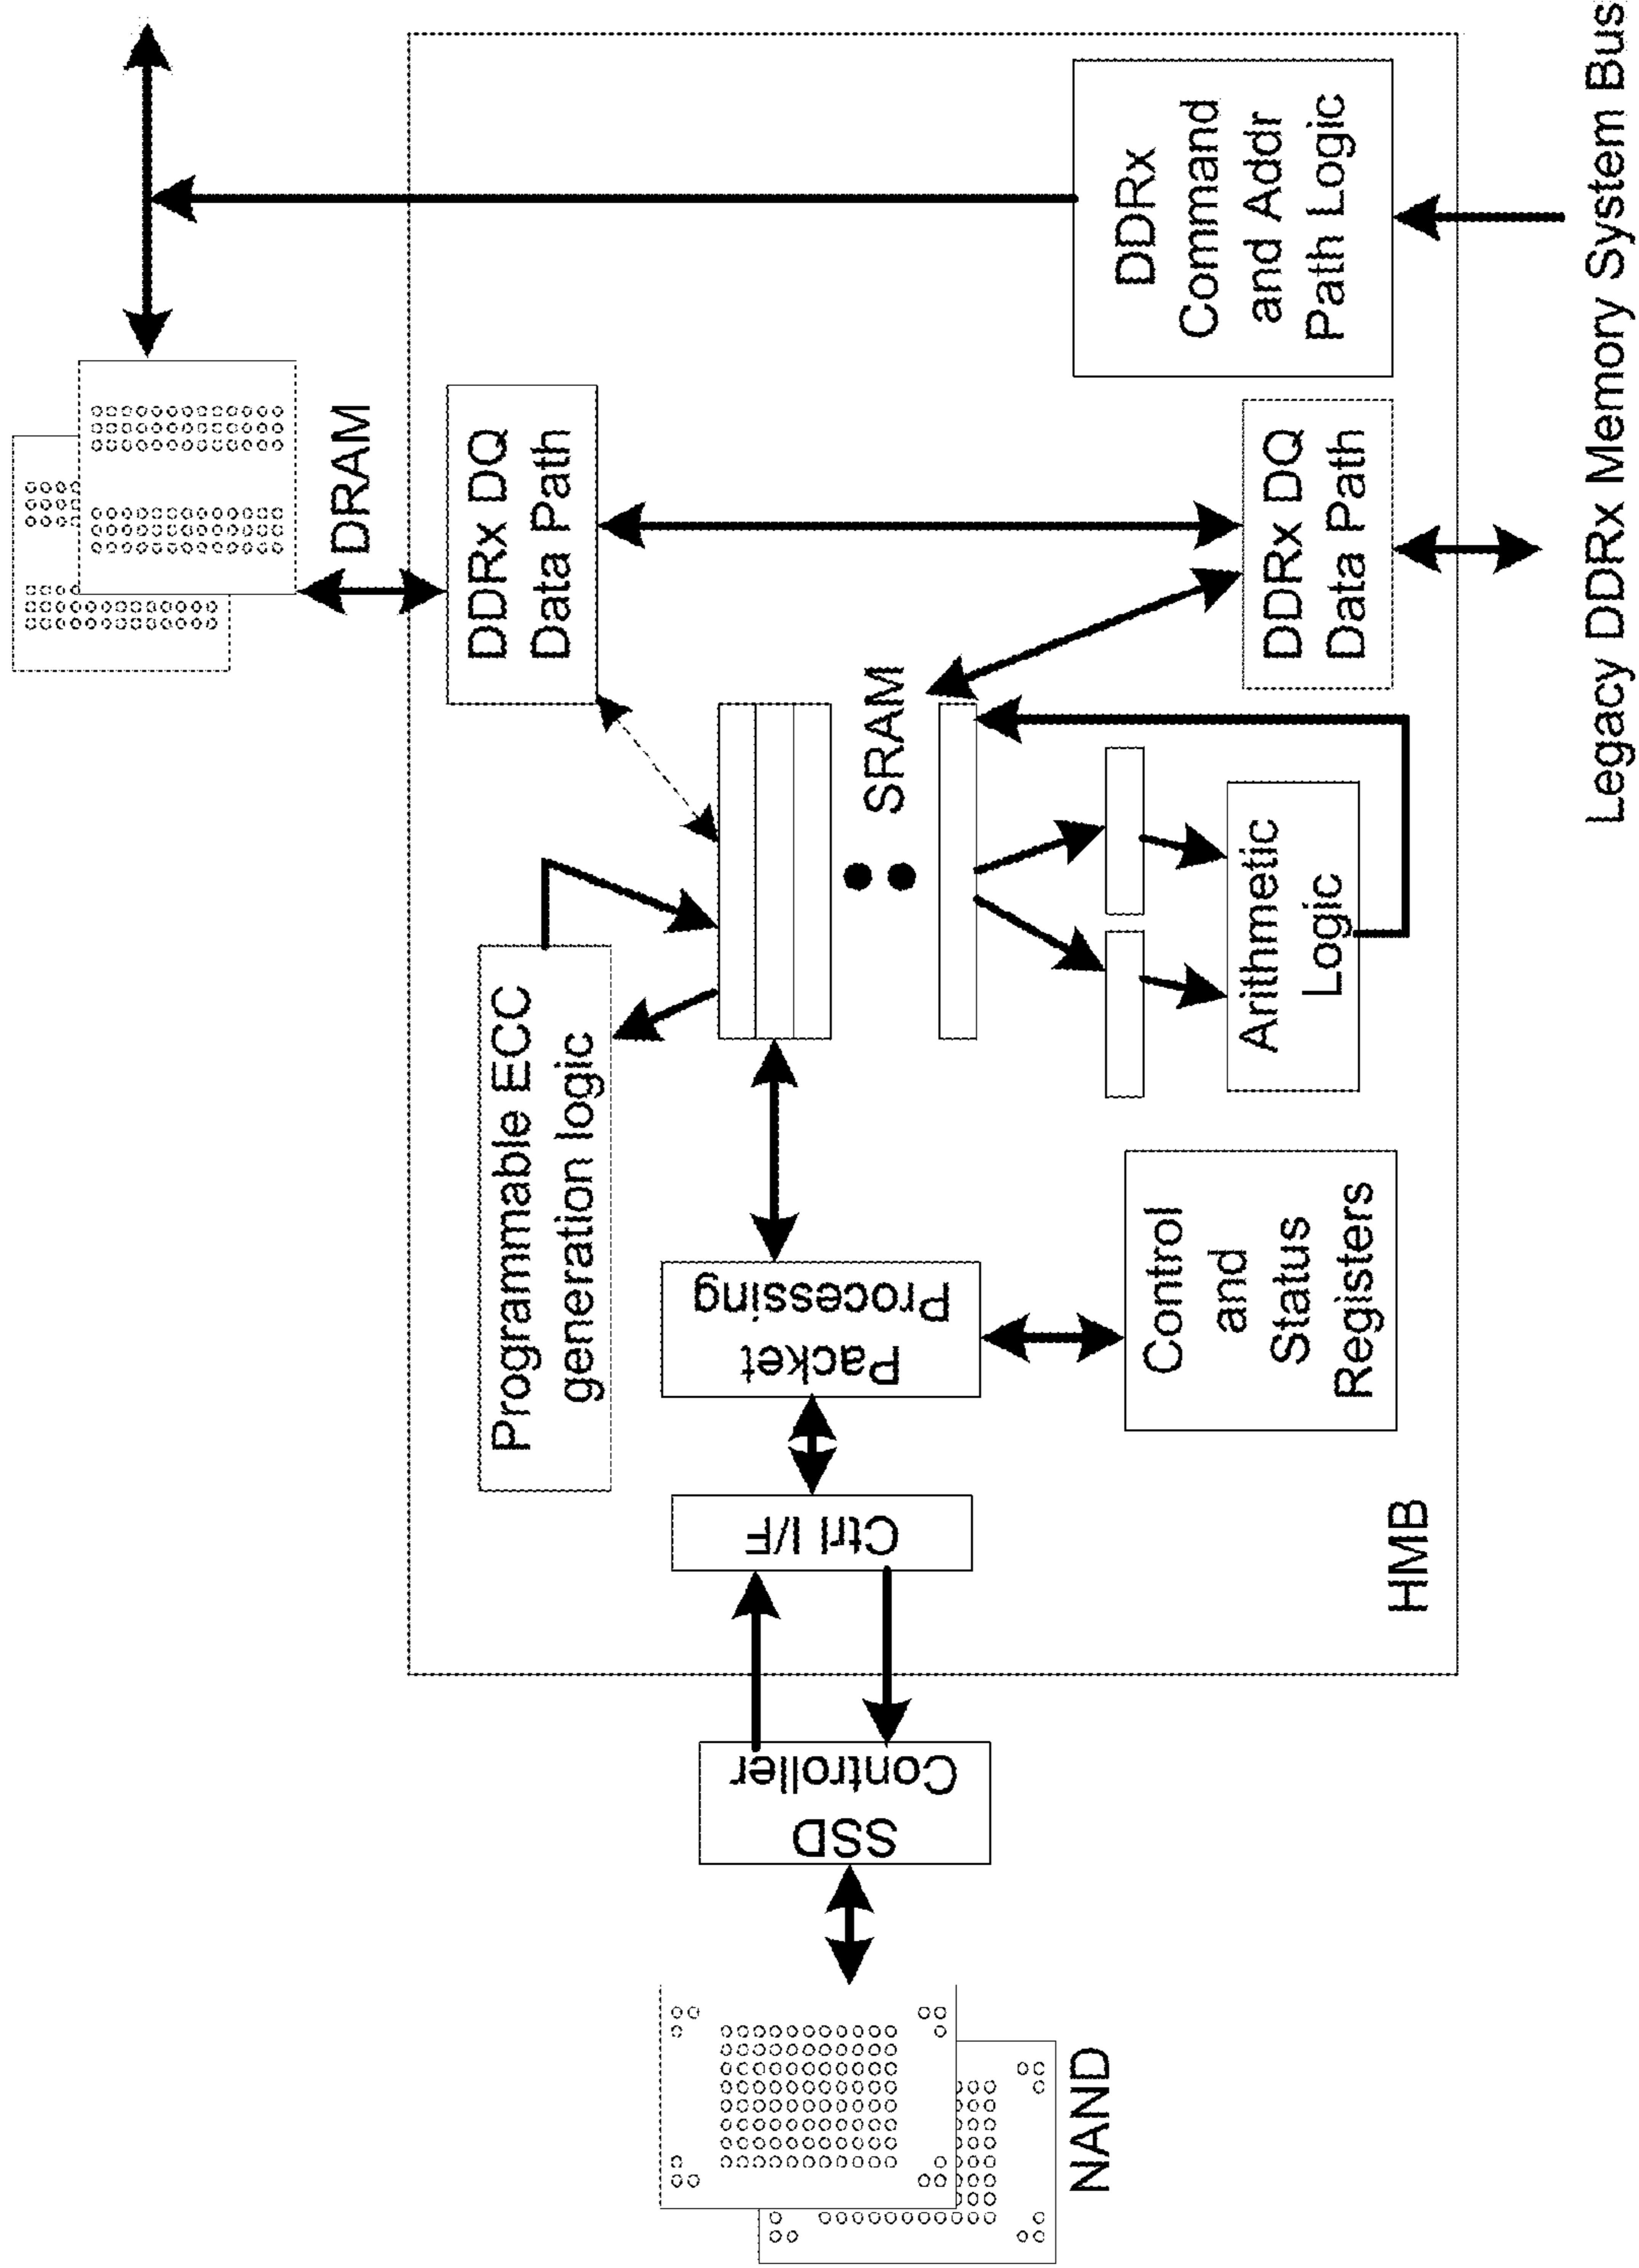 DRAM
DDRx DQ
Data Path
Programmable ECC
generation logic
SRAM
DDRx
Command
and Addr
Path Logic
DDRx DQ
Data Path
Arithmetic
Logic
Packet
Processing
Control
and
Status
Registers
Ctrl I/F
SSD
Controller
NAND
HMB
Legacy DDRx Memory System Bus